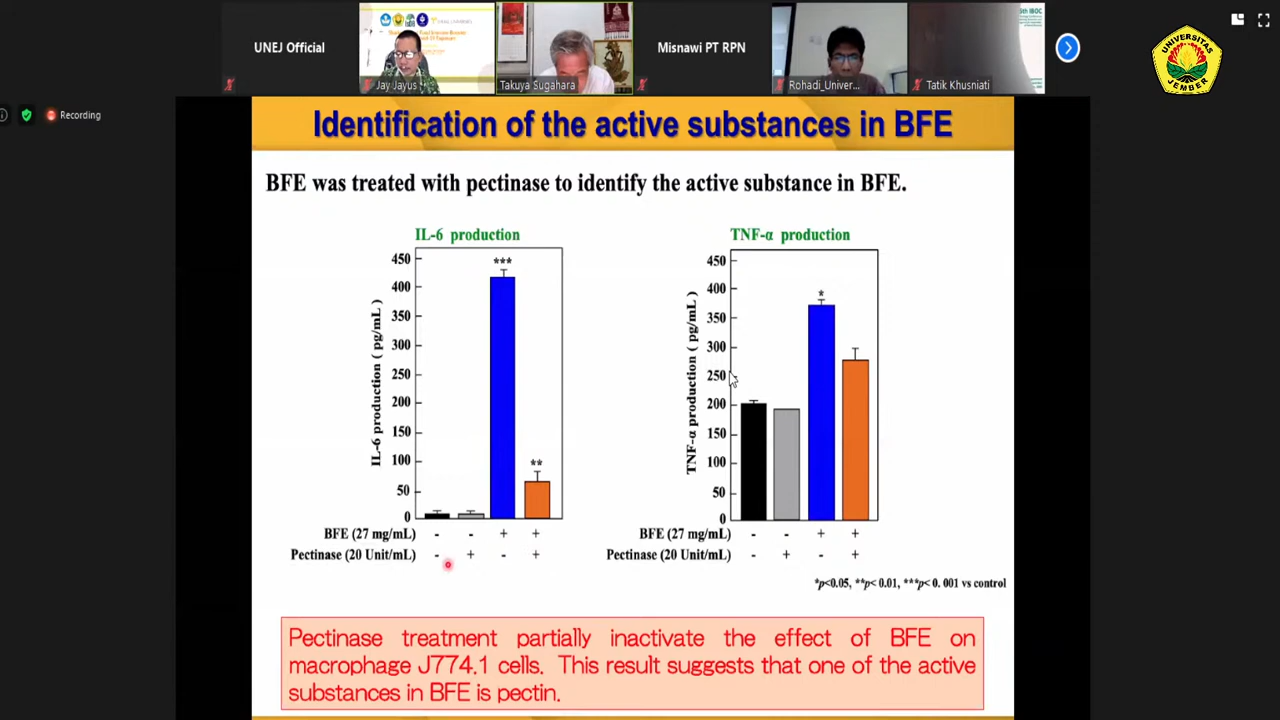 UNEJ Official
Jay Jayus
Takuya Sugahara
Misnawi PT RPN
Rohadi_Univer...
Tatik Khusniati
UNIVERSITAS
JEMBER
Recording
Identification of the active substances in BFE
BFE was treated with pectinase to identify the active substance in BFE.
IL-6 production
450
400
350
300
250
200
150
100
50
0
IL-6 production ( pg/mL )
***
**
BFE (27 mg/mL) - - + +
Pectinase (20 Unit/mL) - + - +
TNF-α production
450
400
350
300
250
200
150
100
50
0
TNF-α production ( pg/mL )
*
BFE (27 mg/mL) - - + +
Pectinase (20 Unit/mL) - + - +
*p<0.05, **p< 0.01, ***p< 0. 001 vs control
Pectinase treatment partially inactivate the effect of BFE on
macrophage J774.1 cells. This result suggests that one of the active
substances in BFE is pectin.